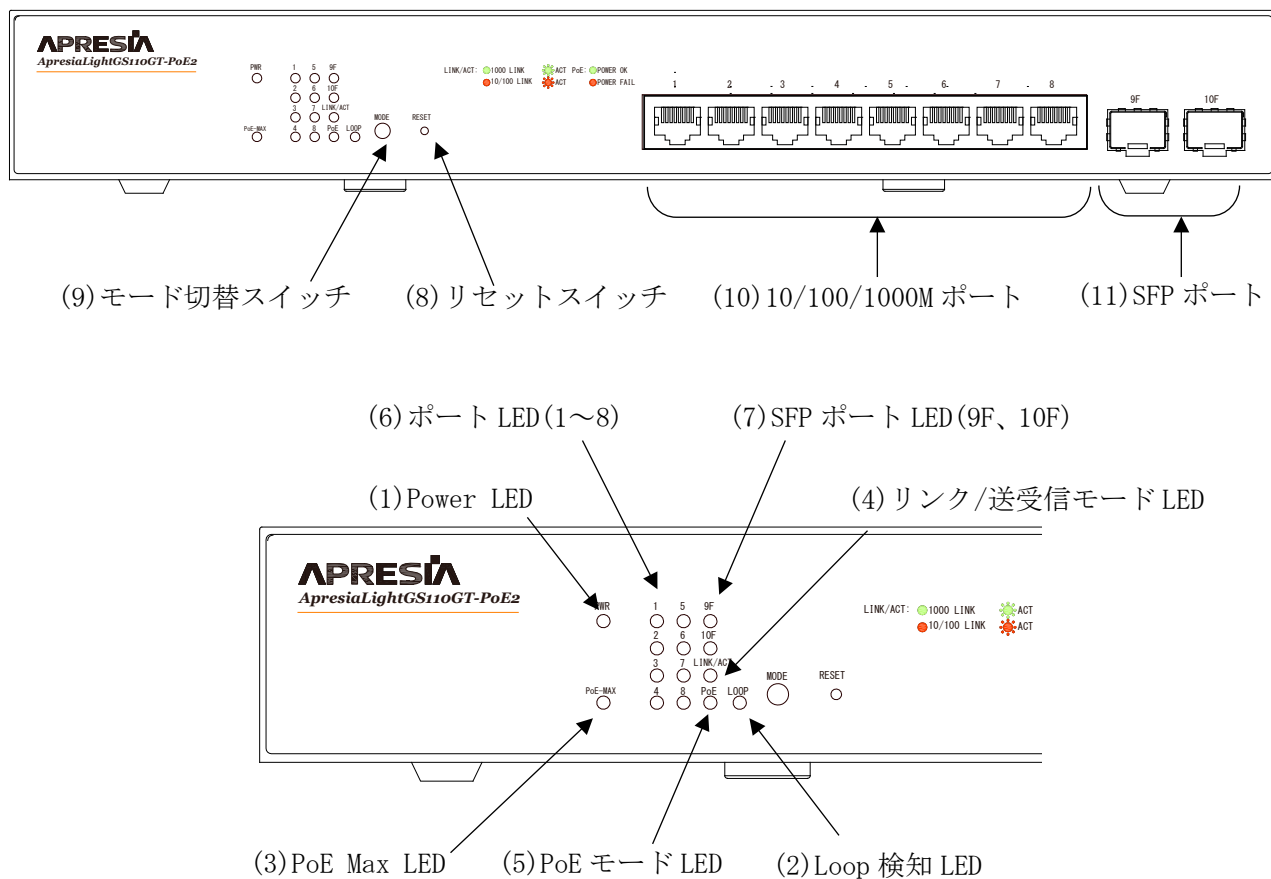 APRESIA
ApresiaLightGS110GT-PoE2
PWR 1 5 9F
2 6 10F
3 7 LINK/ACT
PoE-MAX 4 8 PoE LOOP MODE RESET
LINK/ACT: 1000 LINK ACT PoE: POWER OK
10/100 LINK ACT POWER FAIL
1 2 3 4 5 6 7 8 9F 10F
(9)モード切替スイッチ (8)リセットスイッチ (10)10/100/1000M ポート (11)SFP ポート
(6)ポート LED(1～8) (7)SFP ポート LED(9F、10F)
(1)Power LED (4)リンク/送受信モード LED
APRESIA
ApresiaLightGS110GT-PoE2
PWR 1 5 9F
2 6 10F
3 7 LINK/ACT
PoE-MAX 4 8 PoE LOOP MODE RESET
LINK/ACT: 1000 LINK ACT
10/100 LINK ACT
(3)PoE Max LED (5)PoE モード LED (2)Loop 検知 LED